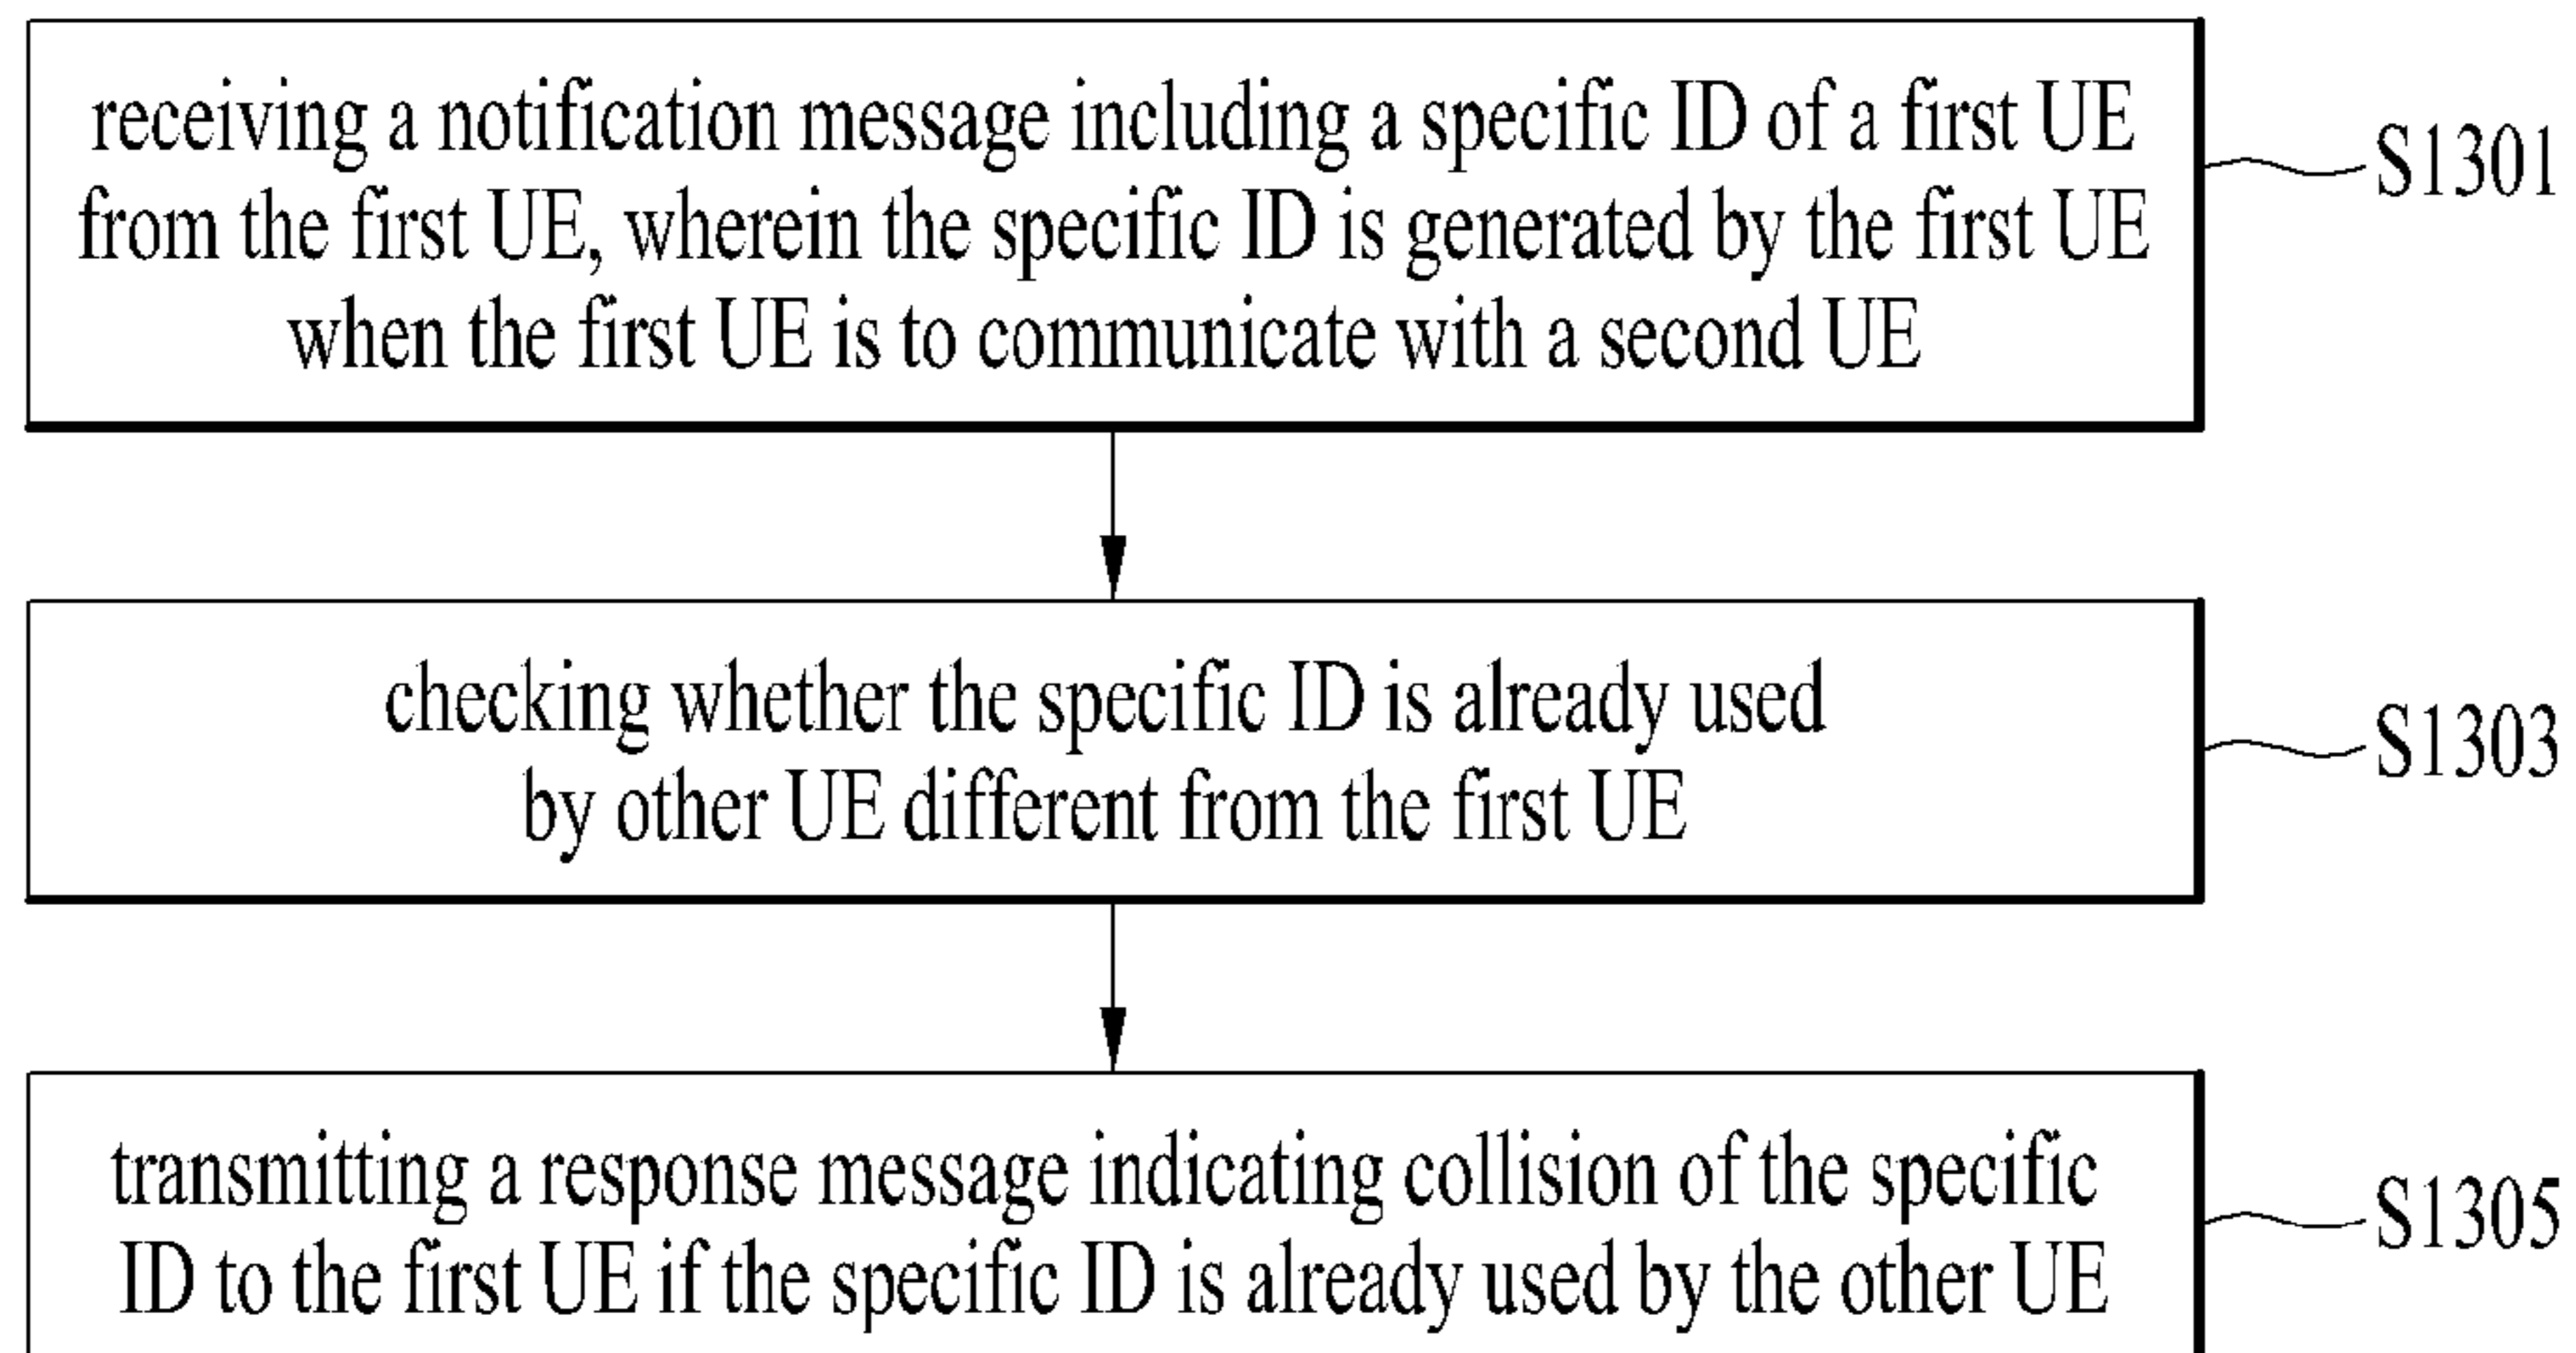 receiving a notification message including a specific ID of a first UE
from the first UE, wherein the specific ID is generated by the first UE
when the first UE is to communicate with a second UE
S1301
checking whether the specific ID is already used
by other UE different from the first UE
S1303
transmitting a response message indicating collision of the specific
ID to the first UE if the specific ID is already used by the other UE
S1305